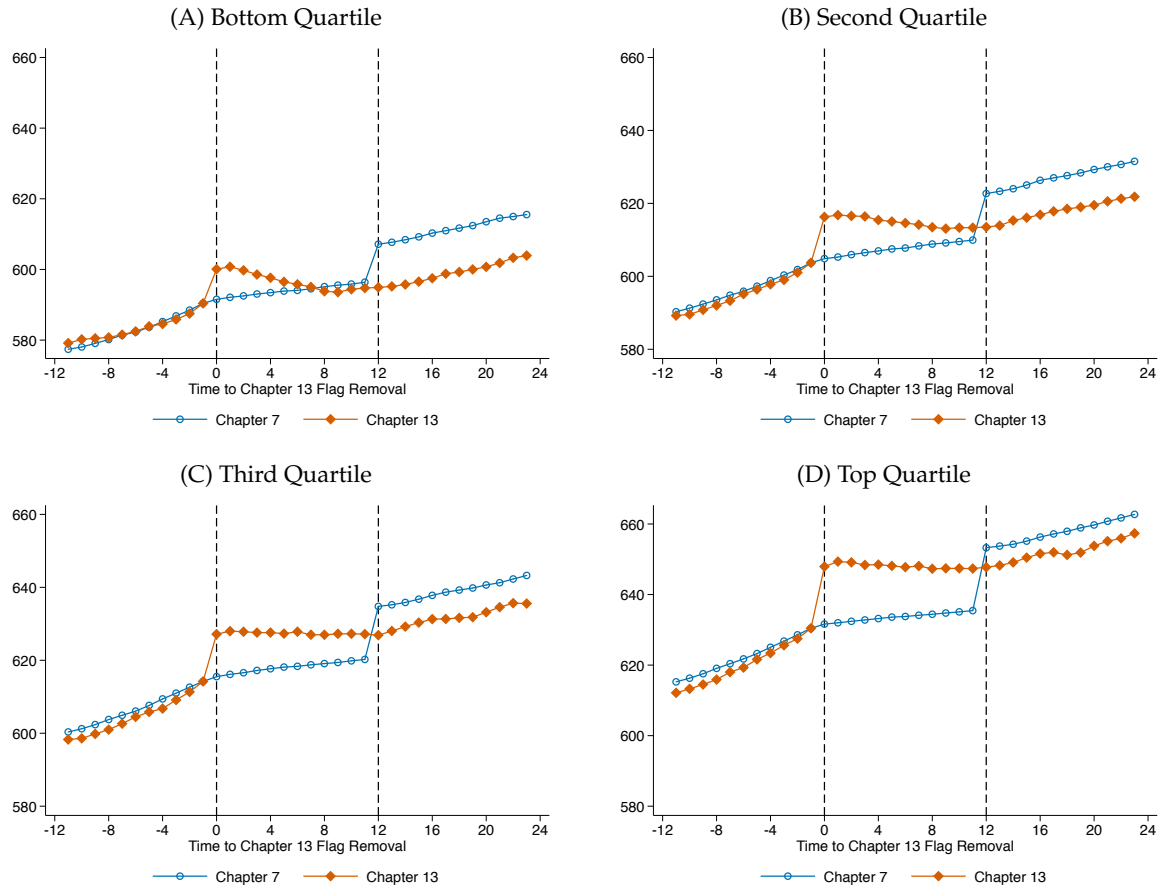 (A) Bottom Quartile
660
640
620
600
580
-12 -8 -4 0 4 8 12 16 20 24
Time to Chapter 13 Flag Removal
Chapter 7 Chapter 13
(B) Second Quartile
660
640
620
600
580
-12 -8 -4 0 4 8 12 16 20 24
Time to Chapter 13 Flag Removal
Chapter 7 Chapter 13
(C) Third Quartile
660
640
620
600
580
-12 -8 -4 0 4 8 12 16 20 24
Time to Chapter 13 Flag Removal
Chapter 7 Chapter 13
(D) Top Quartile
660
640
620
600
580
-12 -8 -4 0 4 8 12 16 20 24
Time to Chapter 13 Flag Removal
Chapter 7 Chapter 13